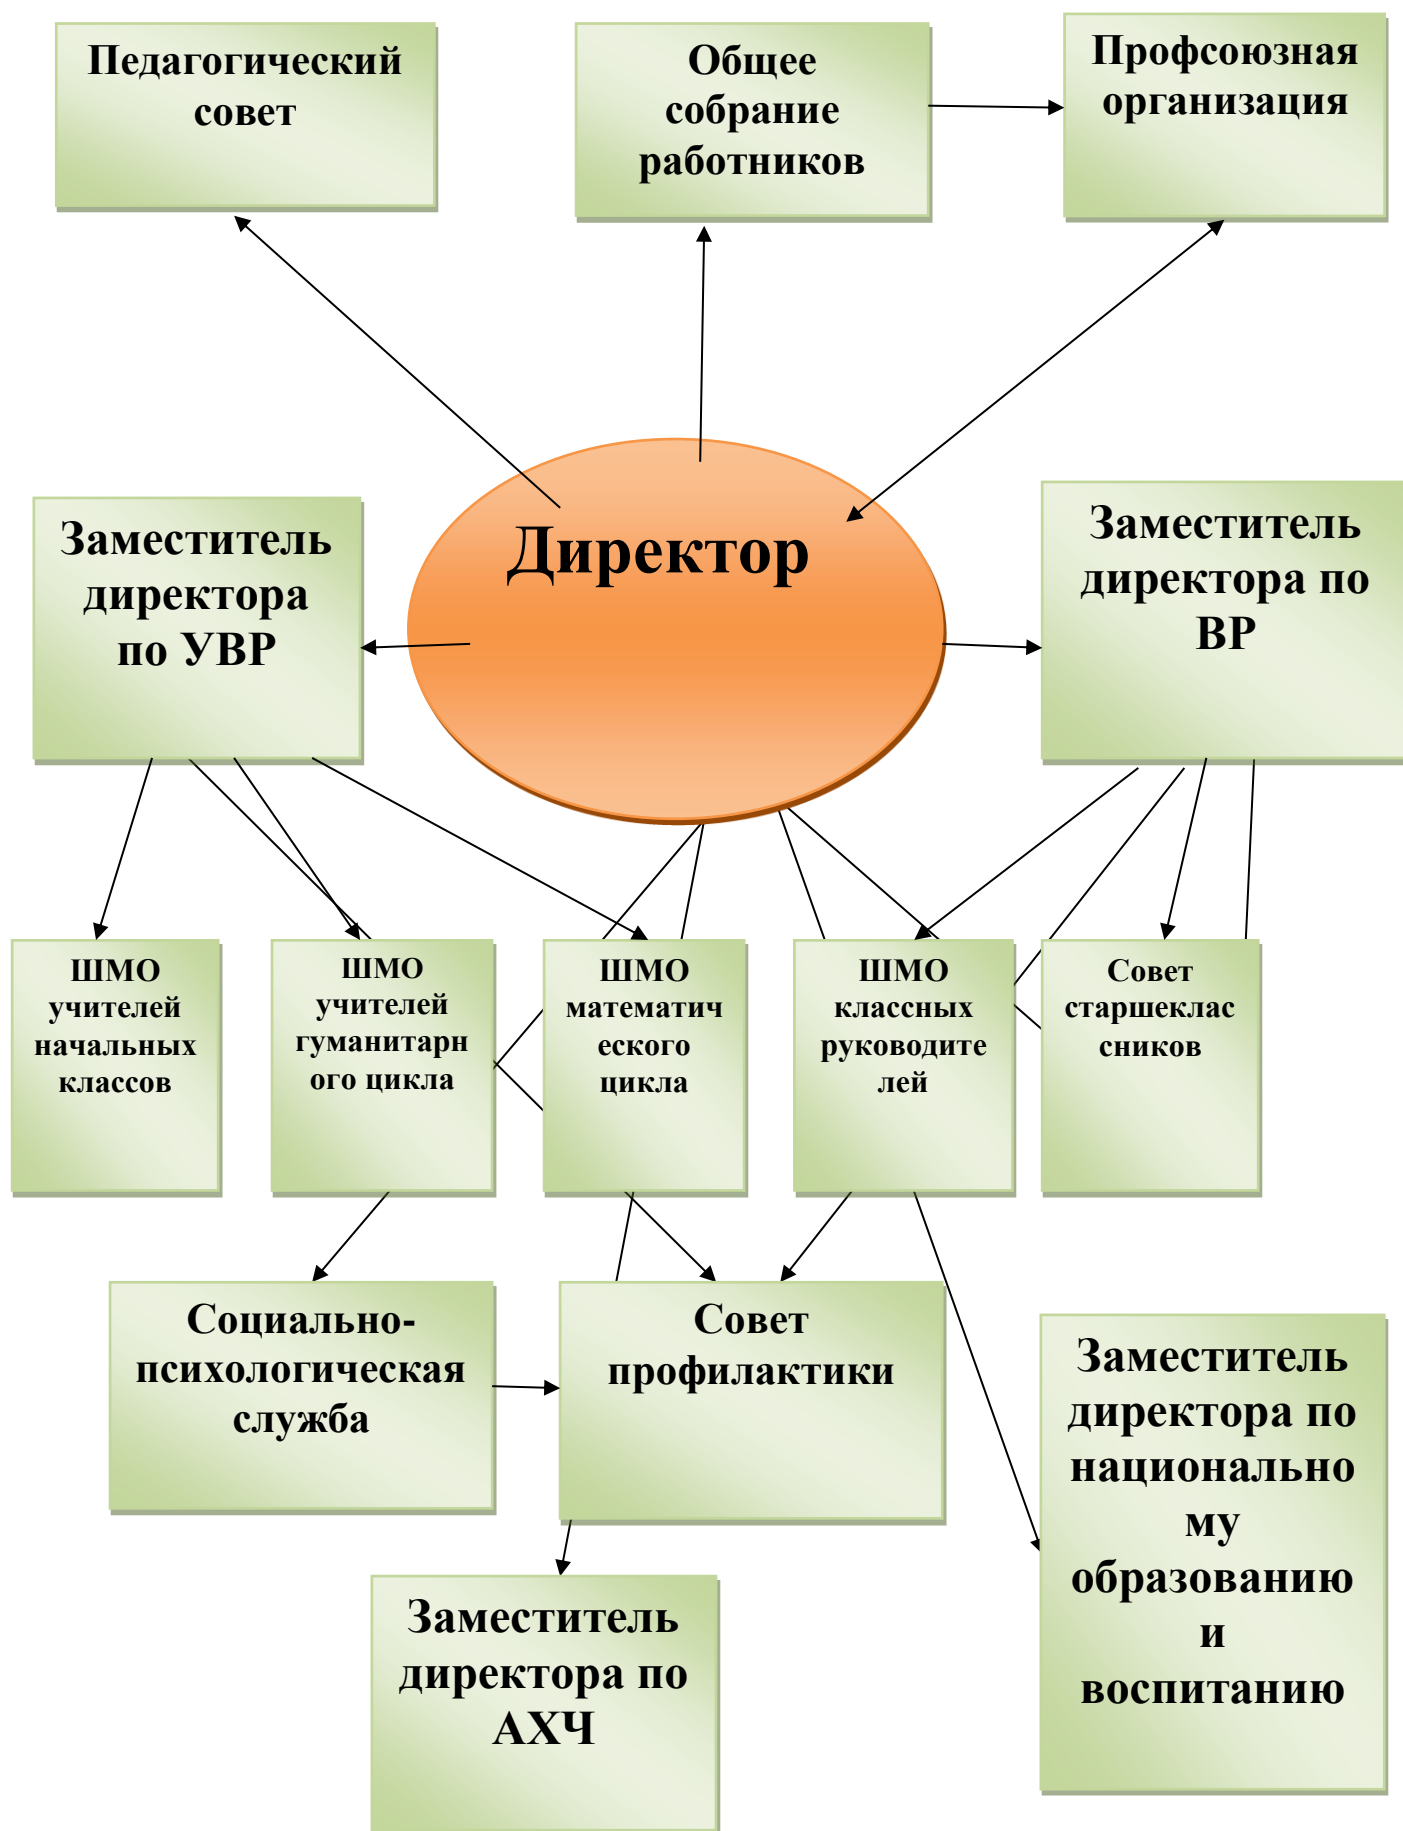 Педагогический
совет
Общее
собрание
работников
Профсоюзная
организация
Директор
Заместитель
директора
по УВР
Заместитель
директора по
ВР
ШМО
учителей
начальных
классов
ШМО
учителей
гуманитарн
ого цикла
ШМО
математич
еского
цикла
ШМО
классных
руководите
лей
Совет
старшеклас
сников
Социально-
психологическая
служба
Совет
профилактики
Заместитель
директора по
национально
му
образованию
и
воспитанию
Заместитель
директора по
АХЧ